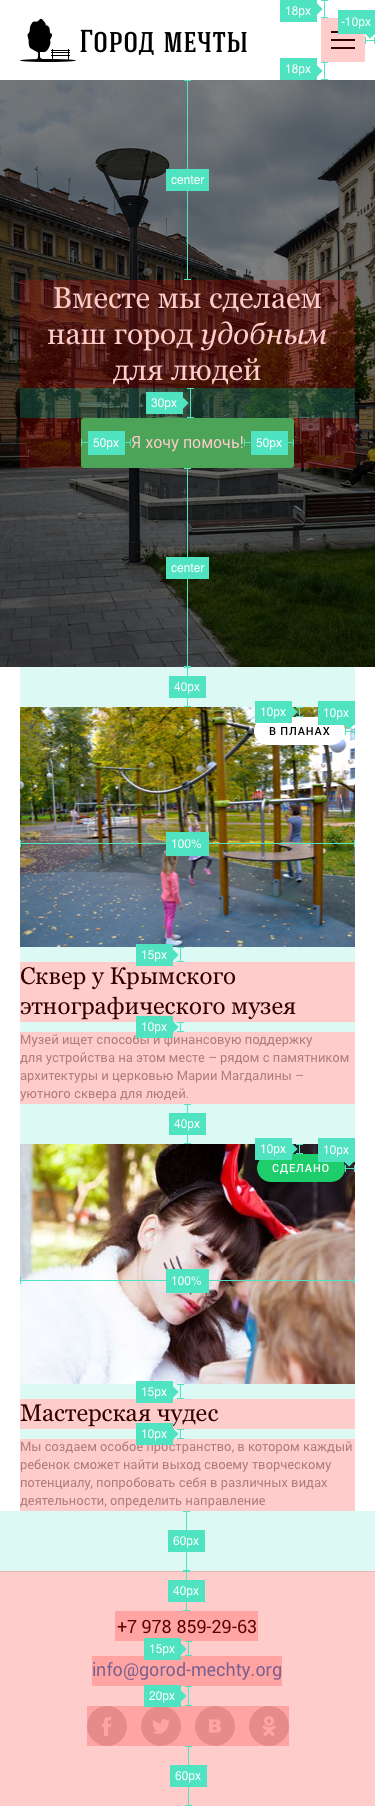 18px
-10px
Город мечты
18px
center
Вместе мы сделаем
наш город удобным
для людей
30px
50px
Я хочу помочь!
50px
center
40px
10px
10px
В ПЛАНАХ
100%
15px
Сквер у Крымского
этнографического музея
10px
Музей ищет способы и финансовую поддержку
для устройства на этом месте – рядом с памятником
архитектуры и церковью Марии Магдалины –
уютного сквера для людей.
40px
10px
10px
СДЕЛАНО
100%
15px
Мастерская чудес
10px
Мы создаем особое пространство, в котором каждый
ребенок сможет найти выход своему творческому
потенциалу, попробовать себя в различных видах
деятельности, определить направление
60px
40px
+7 978 859-29-63
15px
info@gorod-mechty.org
20px
60px